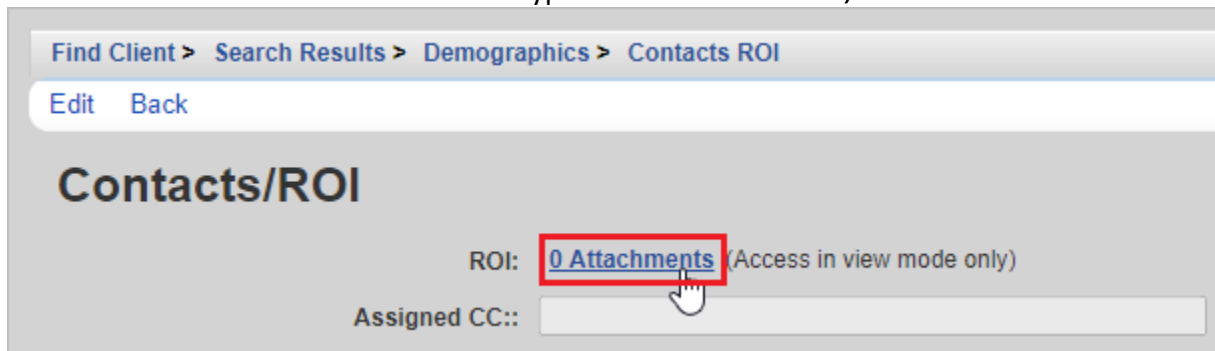 Find Client > Search Results > Demographics > Contacts ROI
Edit Back
Contacts/ROI
ROI: 0 Attachments (Access in view mode only)
Assigned CC::